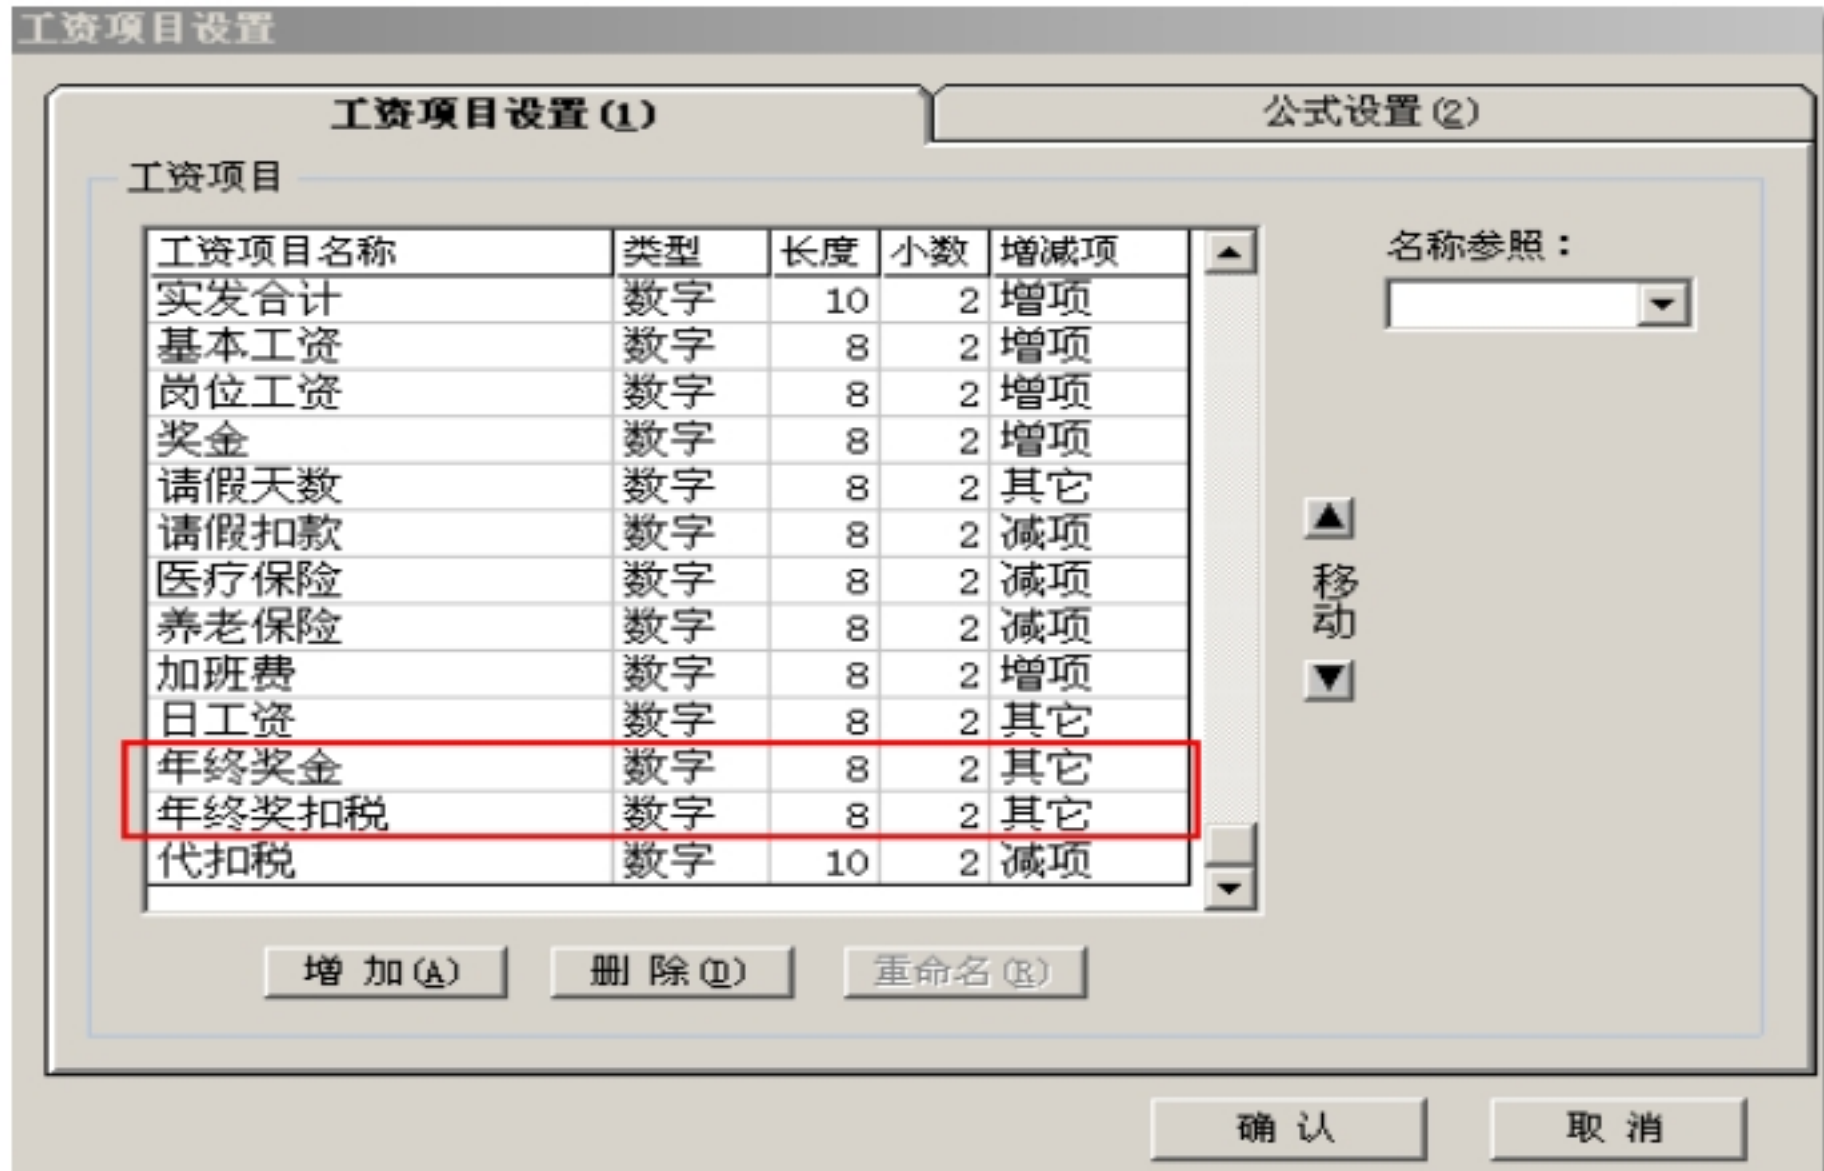 工资项目设置
工资项目设置(1) 公式设置(2)
工资项目
工资项目名称 类型 长度 小数 增减项
名称参照：
实发合计 数字 10 2 增项
基本工资 数字 8 2 增项
岗位工资 数字 8 2 增项
奖金 数字 8 2 增项
请假天数 数字 8 2 其它
请假扣款 数字 8 2 减项
医疗保险 数字 8 2 减项
养老保险 数字 8 2 减项
加班费 数字 8 2 增项
日工资 数字 8 2 其它
年终奖金 数字 8 2 其它
年终奖扣税 数字 8 2 其它
代扣税 数字 10 2 减项
移
动
增 加(A) 删 除(D) 重命名(R)
确 认 取 消